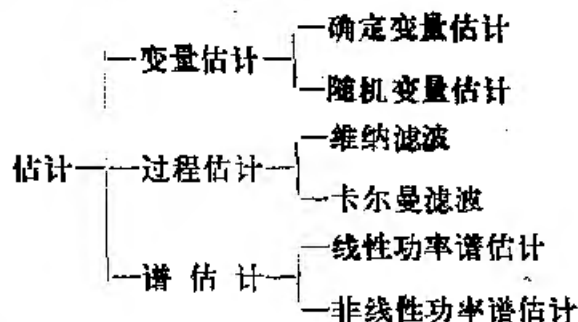 确定变量估计
变量估计
随机变量估计
维纳滤波
估计
过程估计
卡尔曼滤波
线性功率谱估计
谱估计
非线性功率谱估计